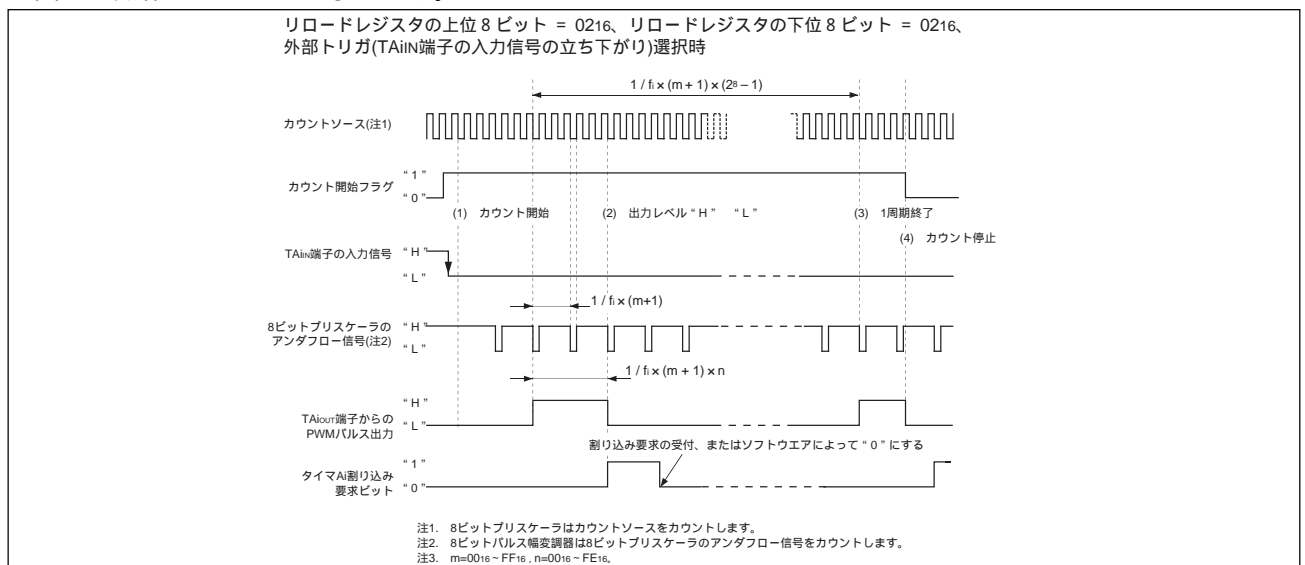 リロードレジスタの上位８ビット = 0216、リロードレジスタの下位８ビット = 0216、
外部トリガ(TAiIN端子の入力信号の立ち下がり)選択時
1 / fi × (m + 1) × (28 – 1)
カウントソース(注1)
カウント開始フラグ
“ 1 ”
“ 0 ”
(1) カウント開始
(2) 出力レベル “ H ” “ L ”
(3) 1周期終了
(4) カウント停止
TAiIN端子の入力信号
“ H ”
“ L ”
1 / fi × (m+1)
8ビットプリスケーラの
アンダフロー信号(注2)
“ H ”
“ L ”
1 / fi × (m + 1) × n
TAiOUT端子からの
PWMパルス出力
“ H ”
“ L ”
割り込み要求の受付、またはソフトウエアによって “ 0 ” にする
タイマAi割り込み
要求ビット
“ 1 ”
“ 0 ”
注1. 8ビットプリスケーラはカウントソースをカウントします。
注2. 8ビットパルス幅変調器は8ビットプリスケーラのアンダフロー信号をカウントします。
注3. m=0016 ~ FF16 , n=0016 ~ FE16。